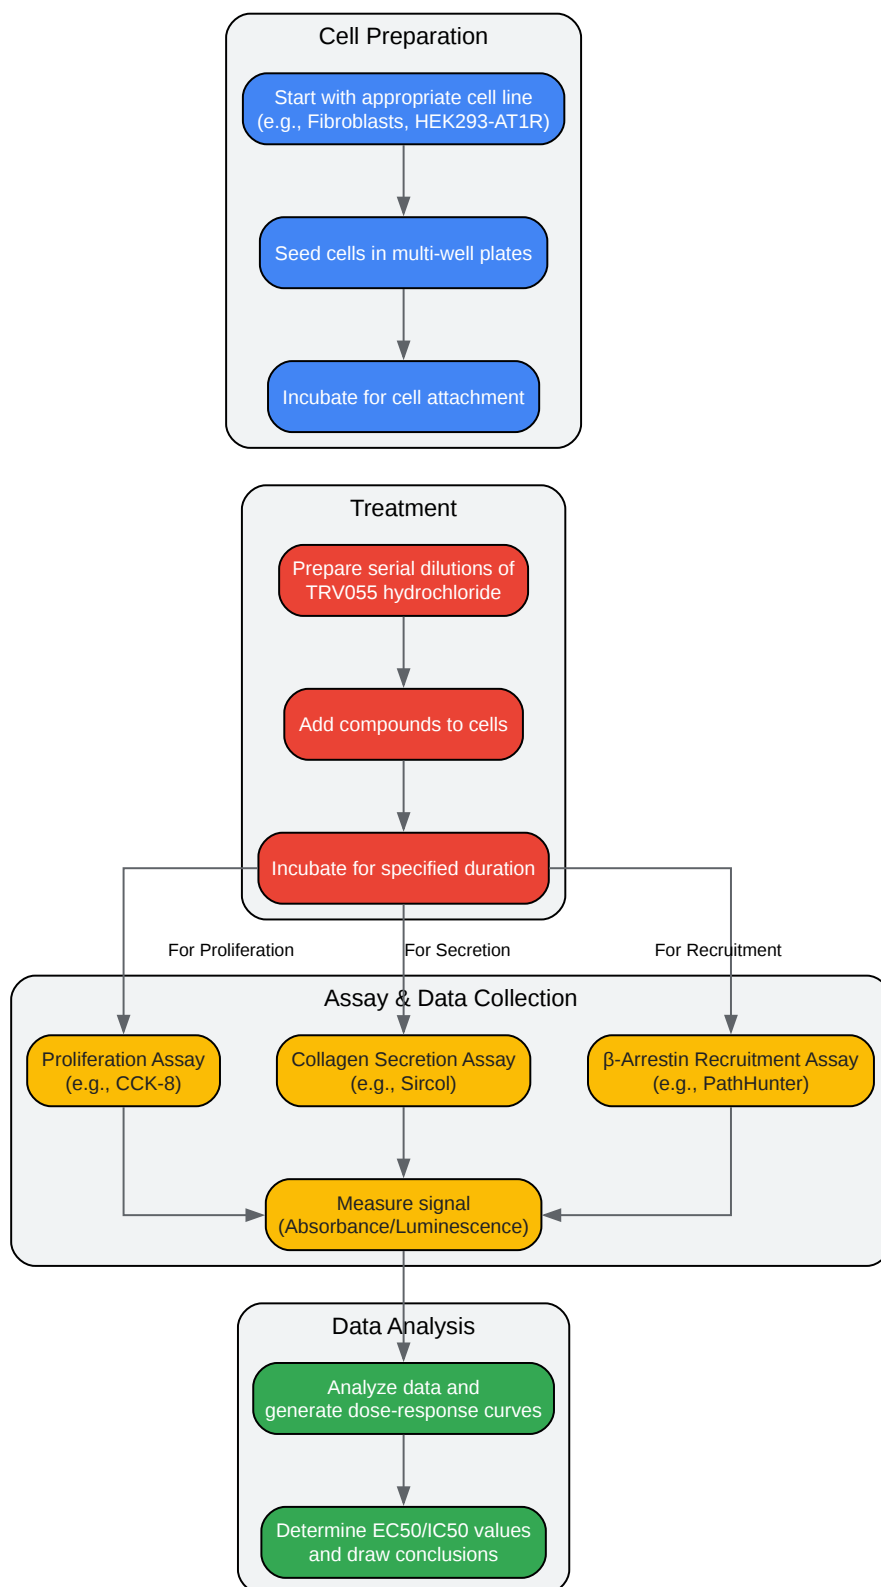 Cell Preparation
Start with appropriate cell line
(e.g., Fibroblasts, HEK293-AT1R)
Seed cells in multi-well plates
Incubate for cell attachment
Treatment
Prepare serial dilutions of
TRV055 hydrochloride
Add compounds to cells
Incubate for specified duration
For Proliferation
For Secretion
For Recruitment
Assay & Data Collection
Proliferation Assay
(e.g., CCK-8)
Collagen Secretion Assay
(e.g., Sircol)
β-Arrestin Recruitment Assay
(e.g., PathHunter)
Measure signal
(Absorbance/Luminescence)
Data Analysis
Analyze data and
generate dose-response curves
Determine EC50/IC50 values
and draw conclusions